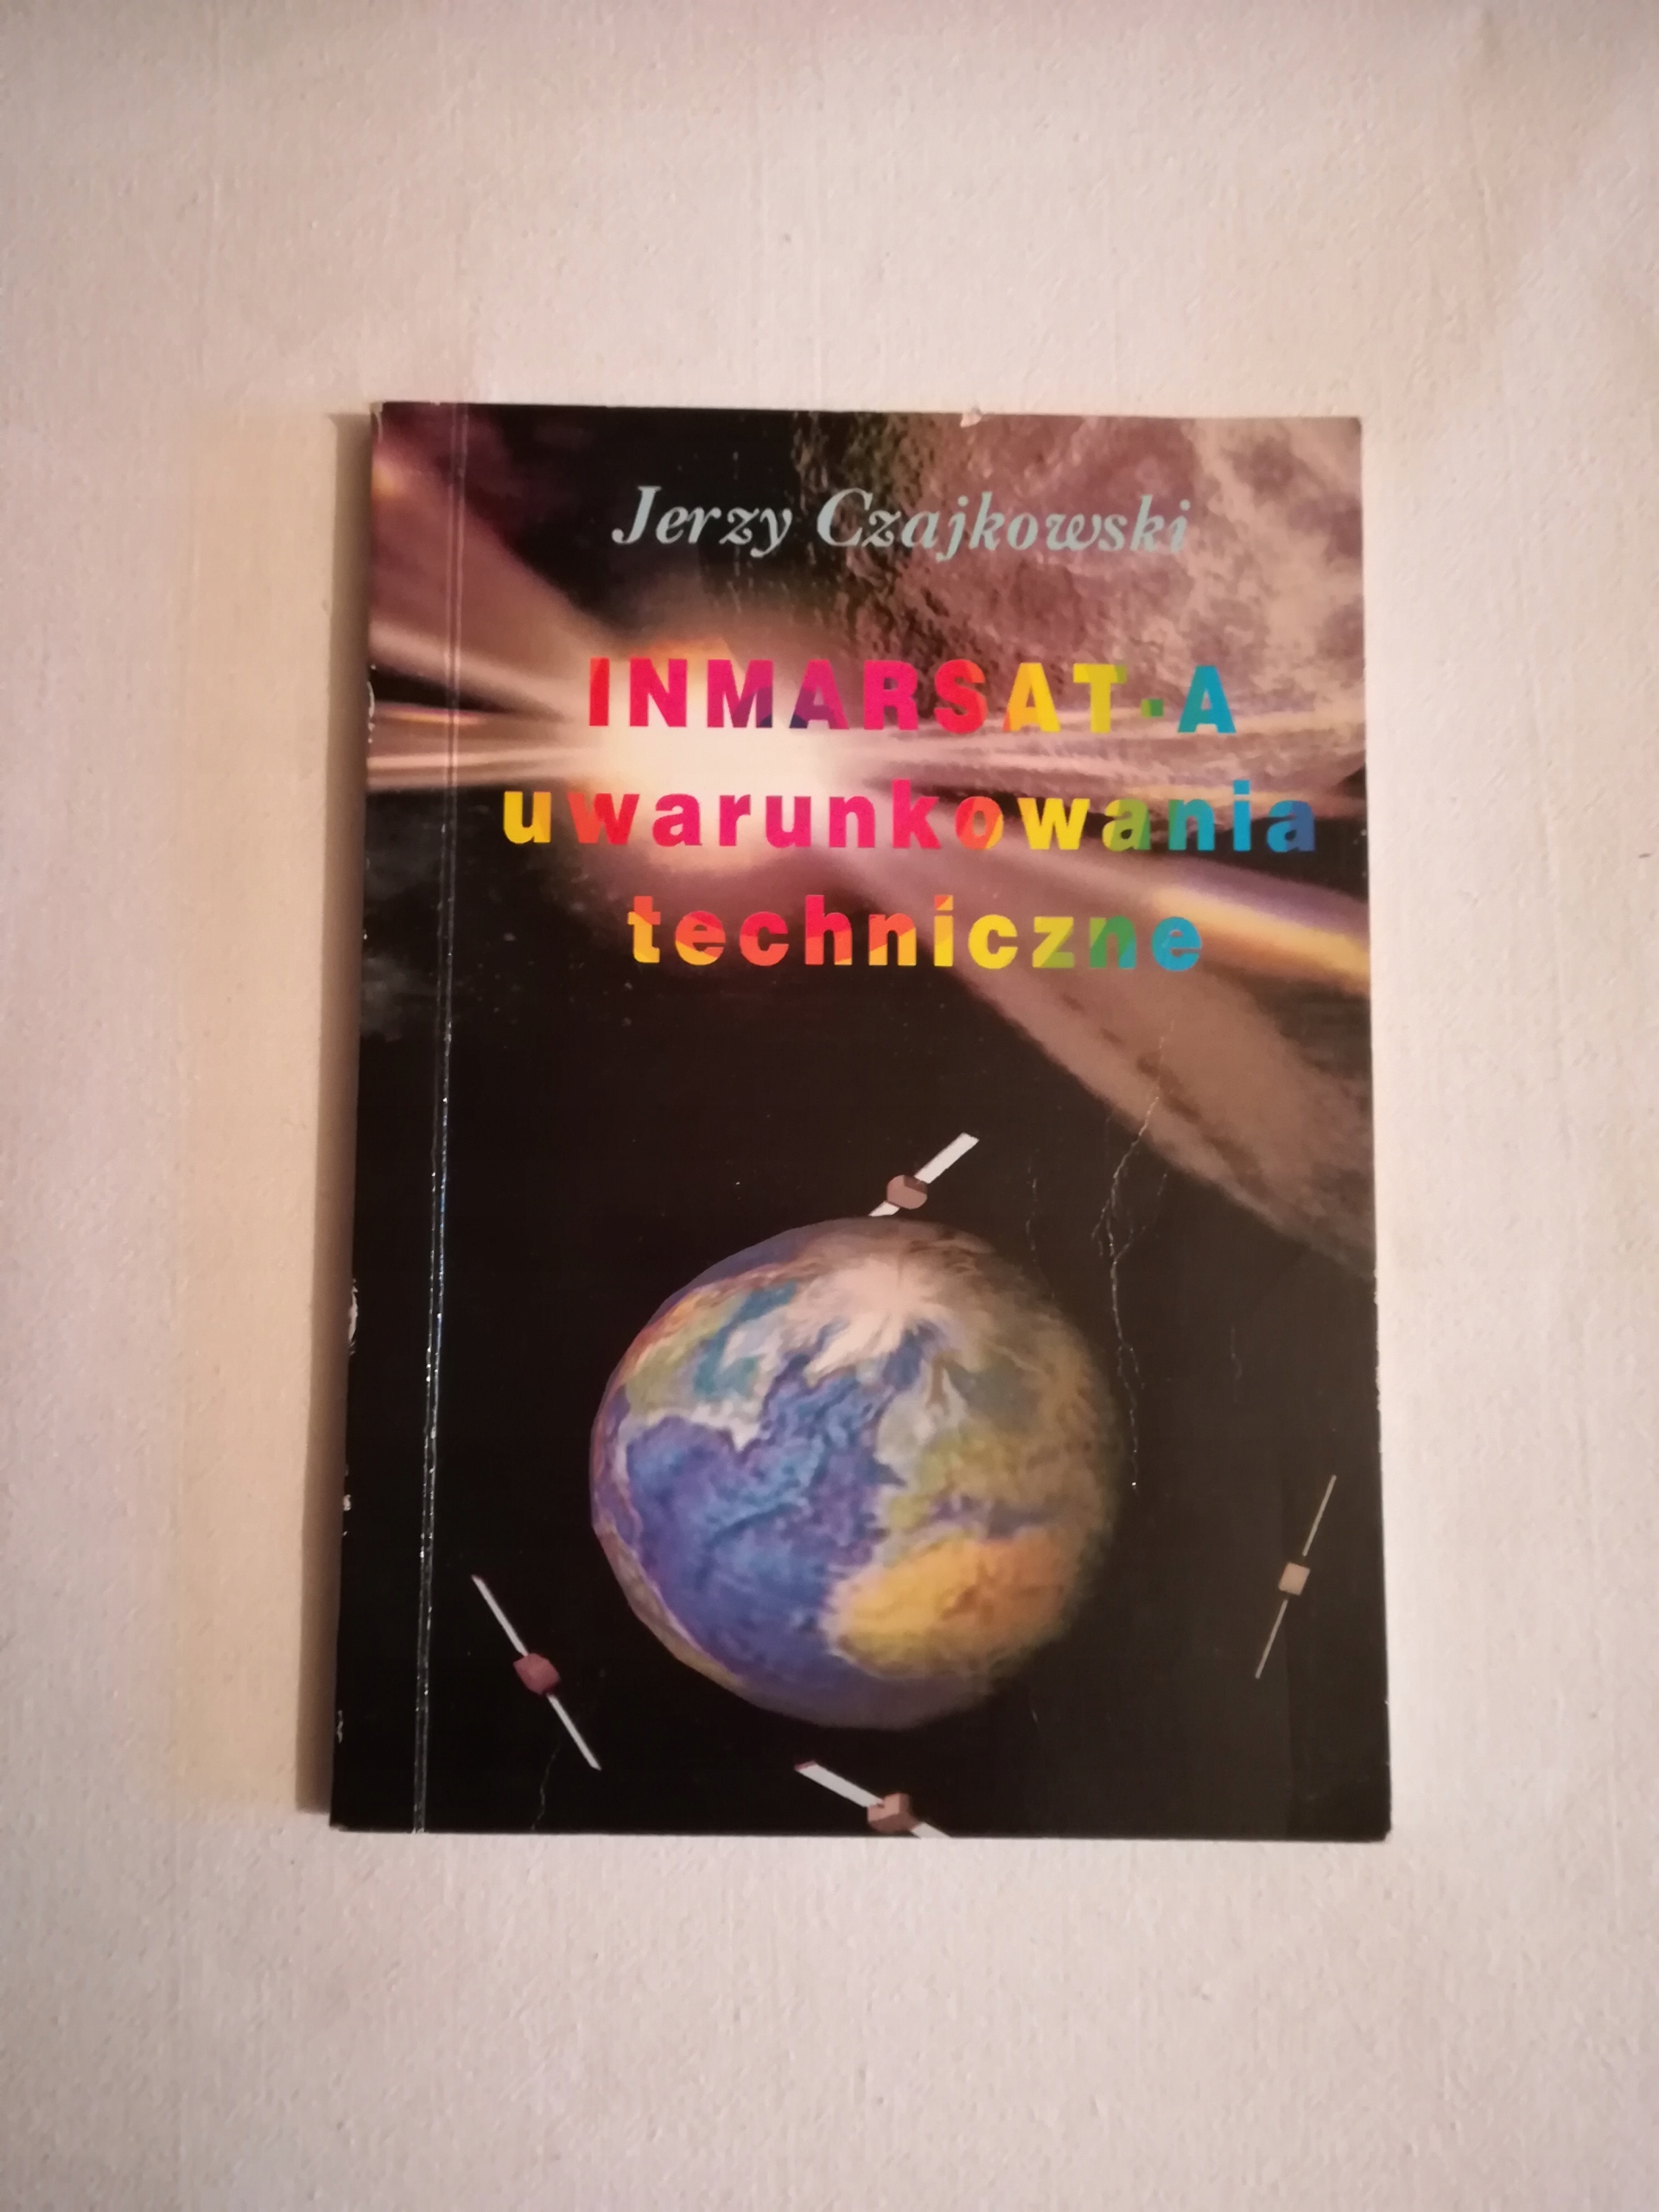 Jerzy Czajkowski
INMARSAT-A
uwarunkowania
techniczne